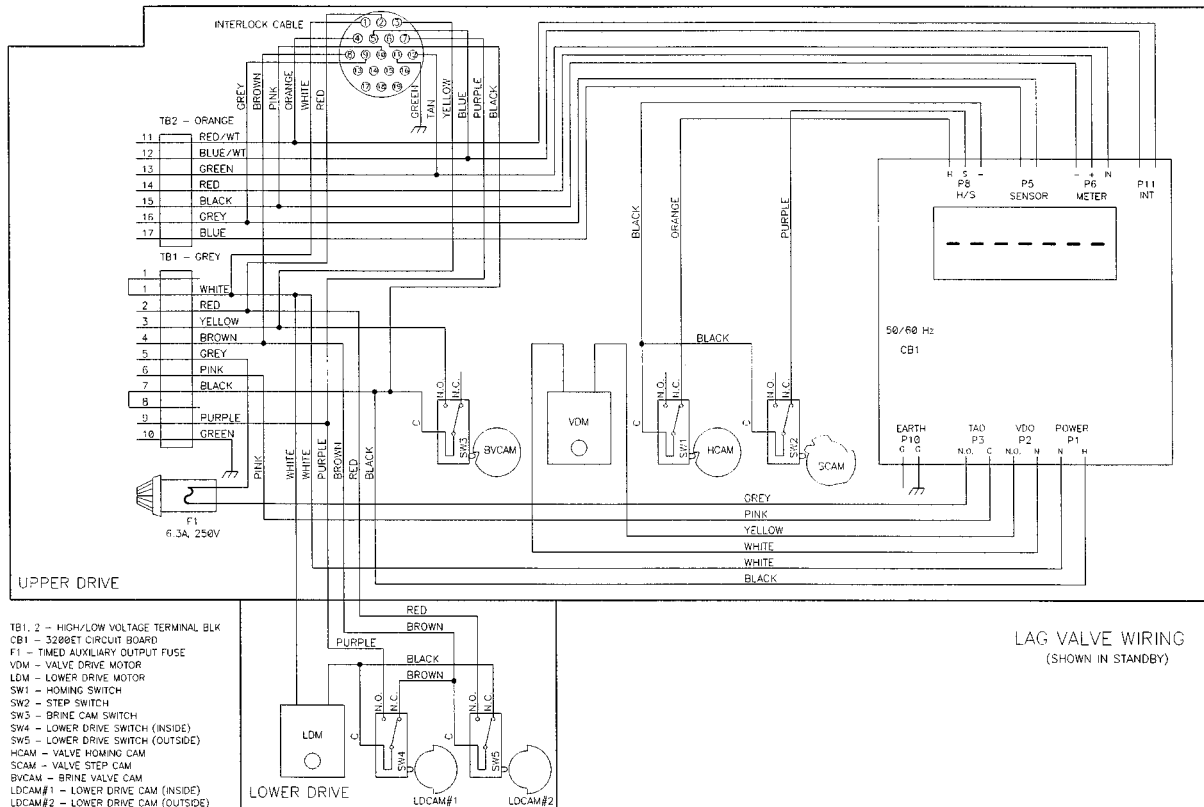 INTERLOCK CABLE
1 2 3
4 5 6 7
8 9 10 11 12
13 14 15 16
17 18 19
GREY
BROWN
PINK
ORANGE
WHITE
RED
GREEN
TAN
YELLOW
BLUE
PURPLE
BLACK
TB2 - ORANGE
11 RED/WT
12 BLUE/WT
13 GREEN
14 RED
15 BLACK
16 GREY
17 BLUE
TB1 - GREY
1
1 WHITE
2 RED
3 YELLOW
4 BROWN
5 GREY
6 PINK
7 BLACK
8
9 PURPLE
10 GREEN
F1
6.3A, 250V
PINK
WHITE
WHITE
PURPLE
BROWN
RED
BLACK
BLACK
ORANGE
PURPLE
BLACK
N.O.
N.C.
C
SW3
BVCAM
VDM
N.O.
N.C.
C
SW1
HCAM
N.O.
N.C.
C
SW2
SCAM
H S -
P8
H/S
P5
SENSOR
- + IN
P6
METER
P11
INT
50/60 Hz
CB1
EARTH
P10
G G
TAO
P3
N.O. C
VDO
P2
N.O. N
POWER
P1
N H
GREY
PINK
YELLOW
WHITE
WHITE
BLACK
UPPER DRIVE
TB1, 2 - HIGH/LOW VOLTAGE TERMINAL BLK
CB1 - 3200ET CIRCUIT BOARD
F1 - TIMED AUXILIARY OUTPUT FUSE
VDM - VALVE DRIVE MOTOR
LDM - LOWER DRIVE MOTOR
SW1 - HOMING SWITCH
SW2 - STEP SWITCH
SW3 - BRINE CAM SWITCH
SW4 - LOWER DRIVE SWITCH (INSIDE)
SW5 - LOWER DRIVE SWITCH (OUTSIDE)
HCAM - VALVE HOMING CAM
SCAM - VALVE STEP CAM
BVCAM - BRINE VALVE CAM
LDCAM#1 - LOWER DRIVE CAM (INSIDE)
LDCAM#2 - LOWER DRIVE CAM (OUTSIDE)
RED
BROWN
PURPLE
BLACK
BROWN
LDM
N.O.
N.C.
C
SW4
LDCAM#1
N.O.
N.C.
C
SW5
LDCAM#2
LOWER DRIVE
LAG VALVE WIRING
(SHOWN IN STANDBY)